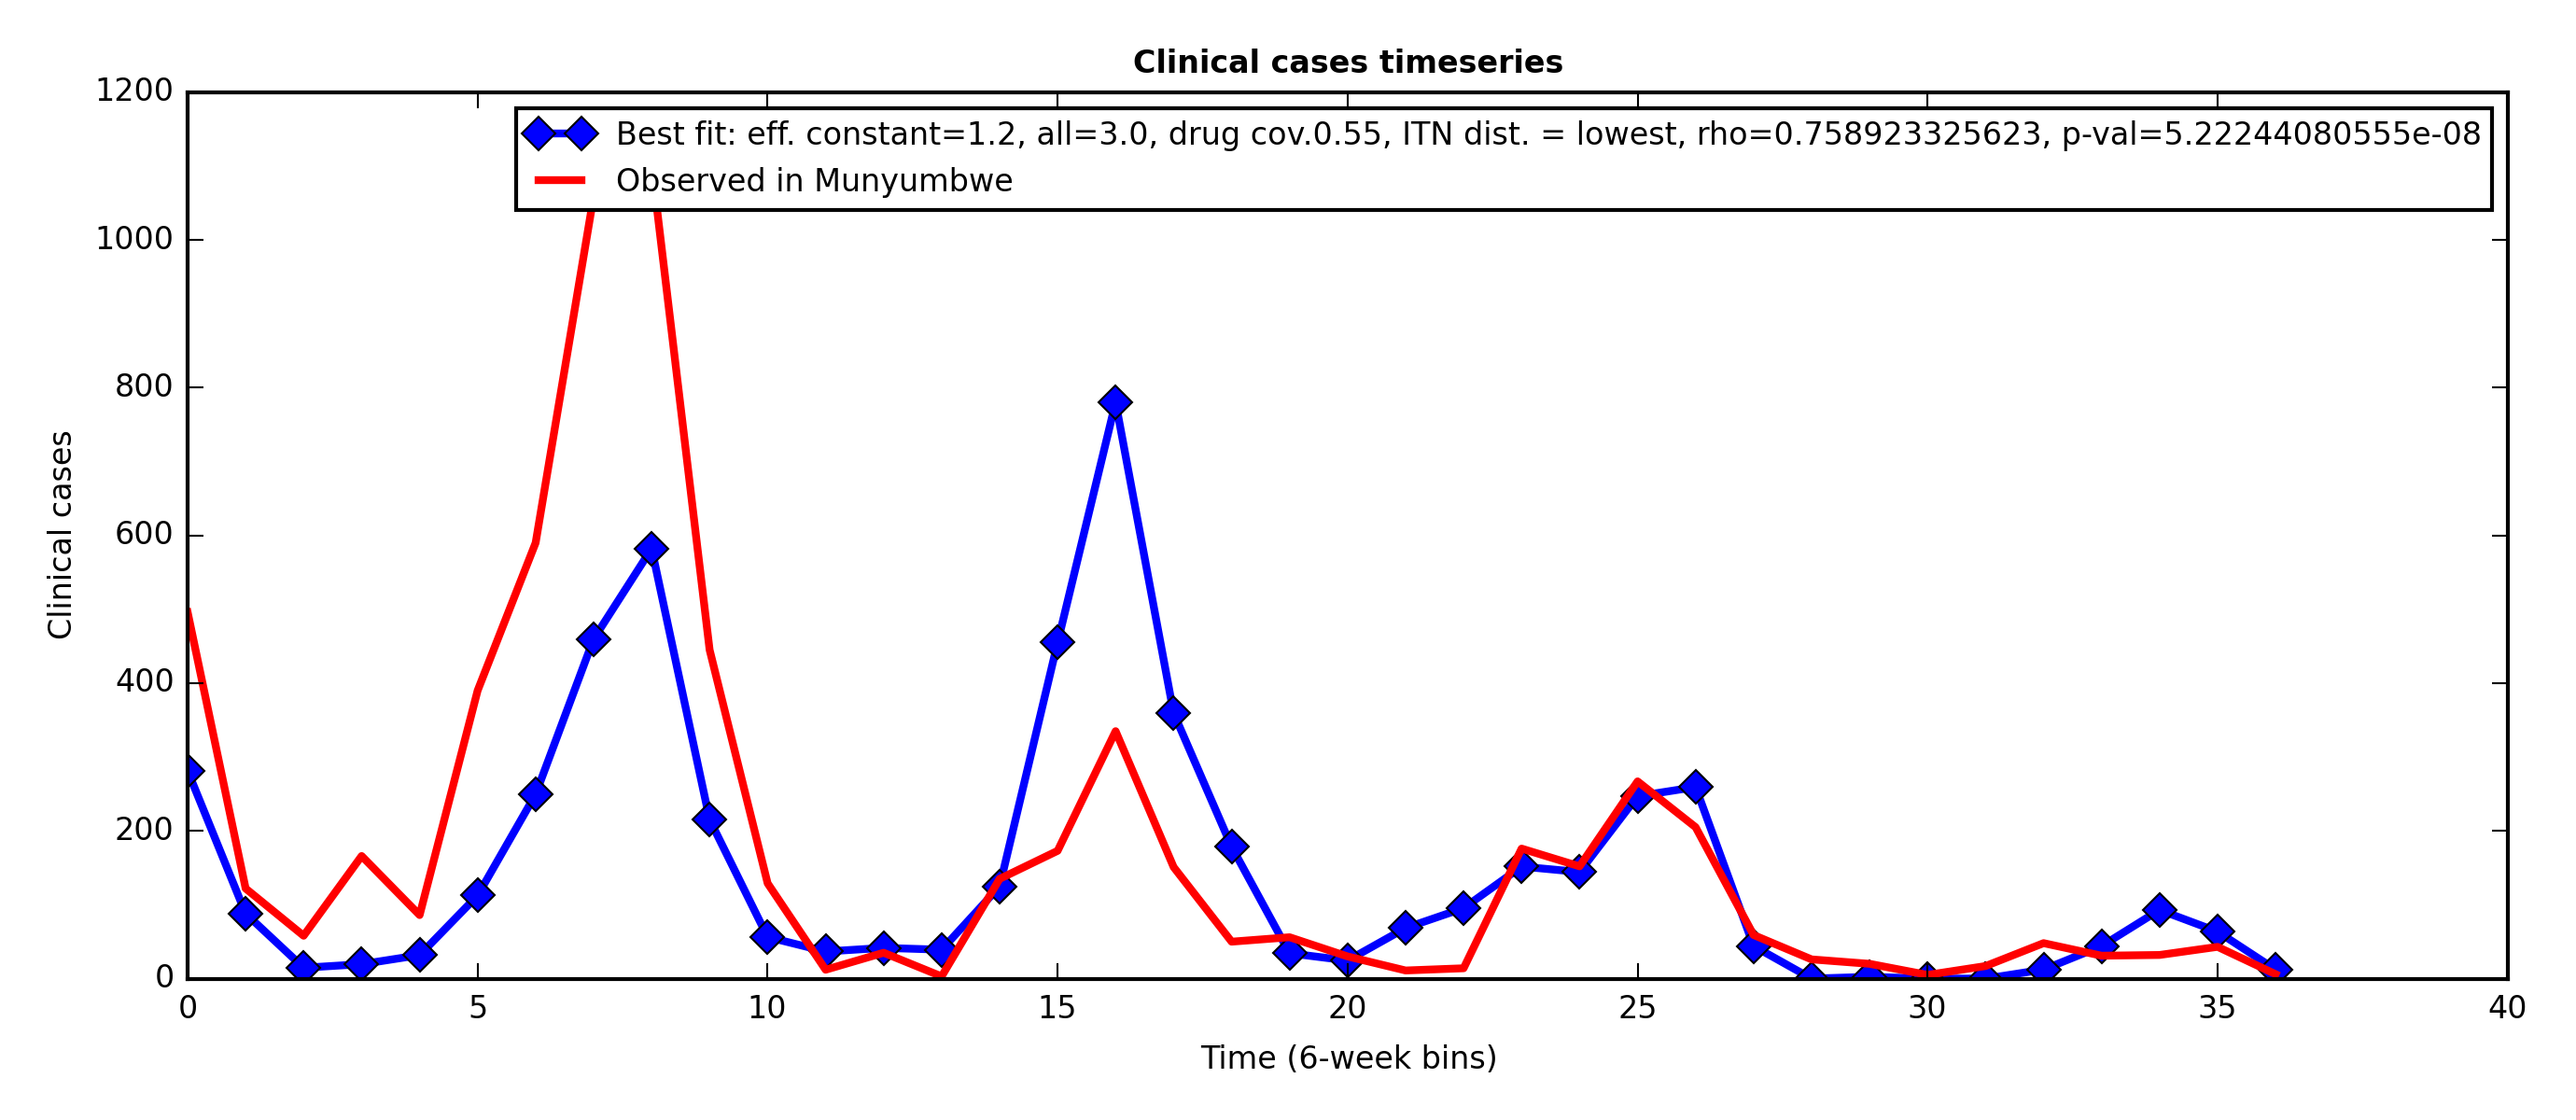 Clinical cases timeseries
1200
1000
800
600
400
200
0
Clinical cases
Best fit: eff. constant=1.2, all=3.0, drug cov.0.55, ITN dist. = lowest, rho=0.758923325623, p-val=5.22244080555e-08
Observed in Munyumbwe
0 5 10 15 20 25 30 35 40
Time (6-week bins)